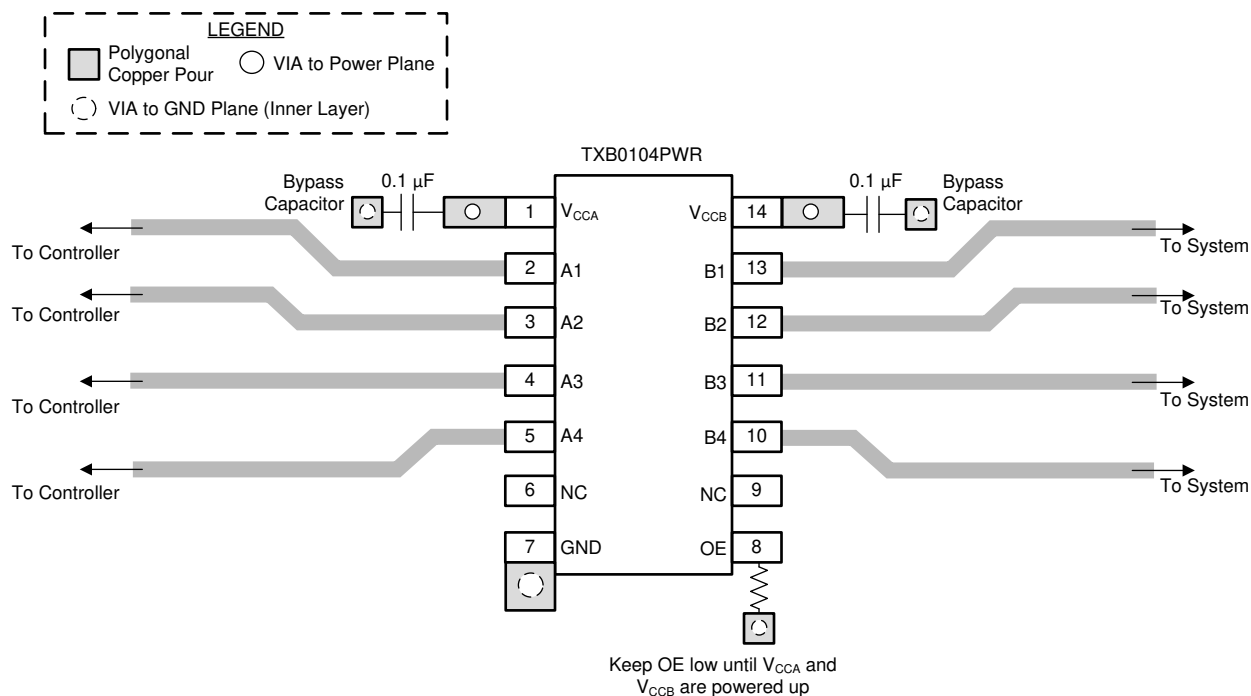 LEGEND
Polygonal
Copper Pour
VIA to Power Plane
VIA to GND Plane (Inner Layer)
TXB0104PWR
Bypass
Capacitor
0.1 µF
0.1 µF
Bypass
Capacitor
1 VCCA
VCCB 14
To Controller
To System
2 A1
B1 13
To Controller
To System
3 A2
B2 12
4 A3
B3 11
To Controller
To System
5 A4
B4 10
To Controller
To System
6 NC
NC 9
7 GND
OE 8
Keep OE low until VCCA and
VCCB are powered up